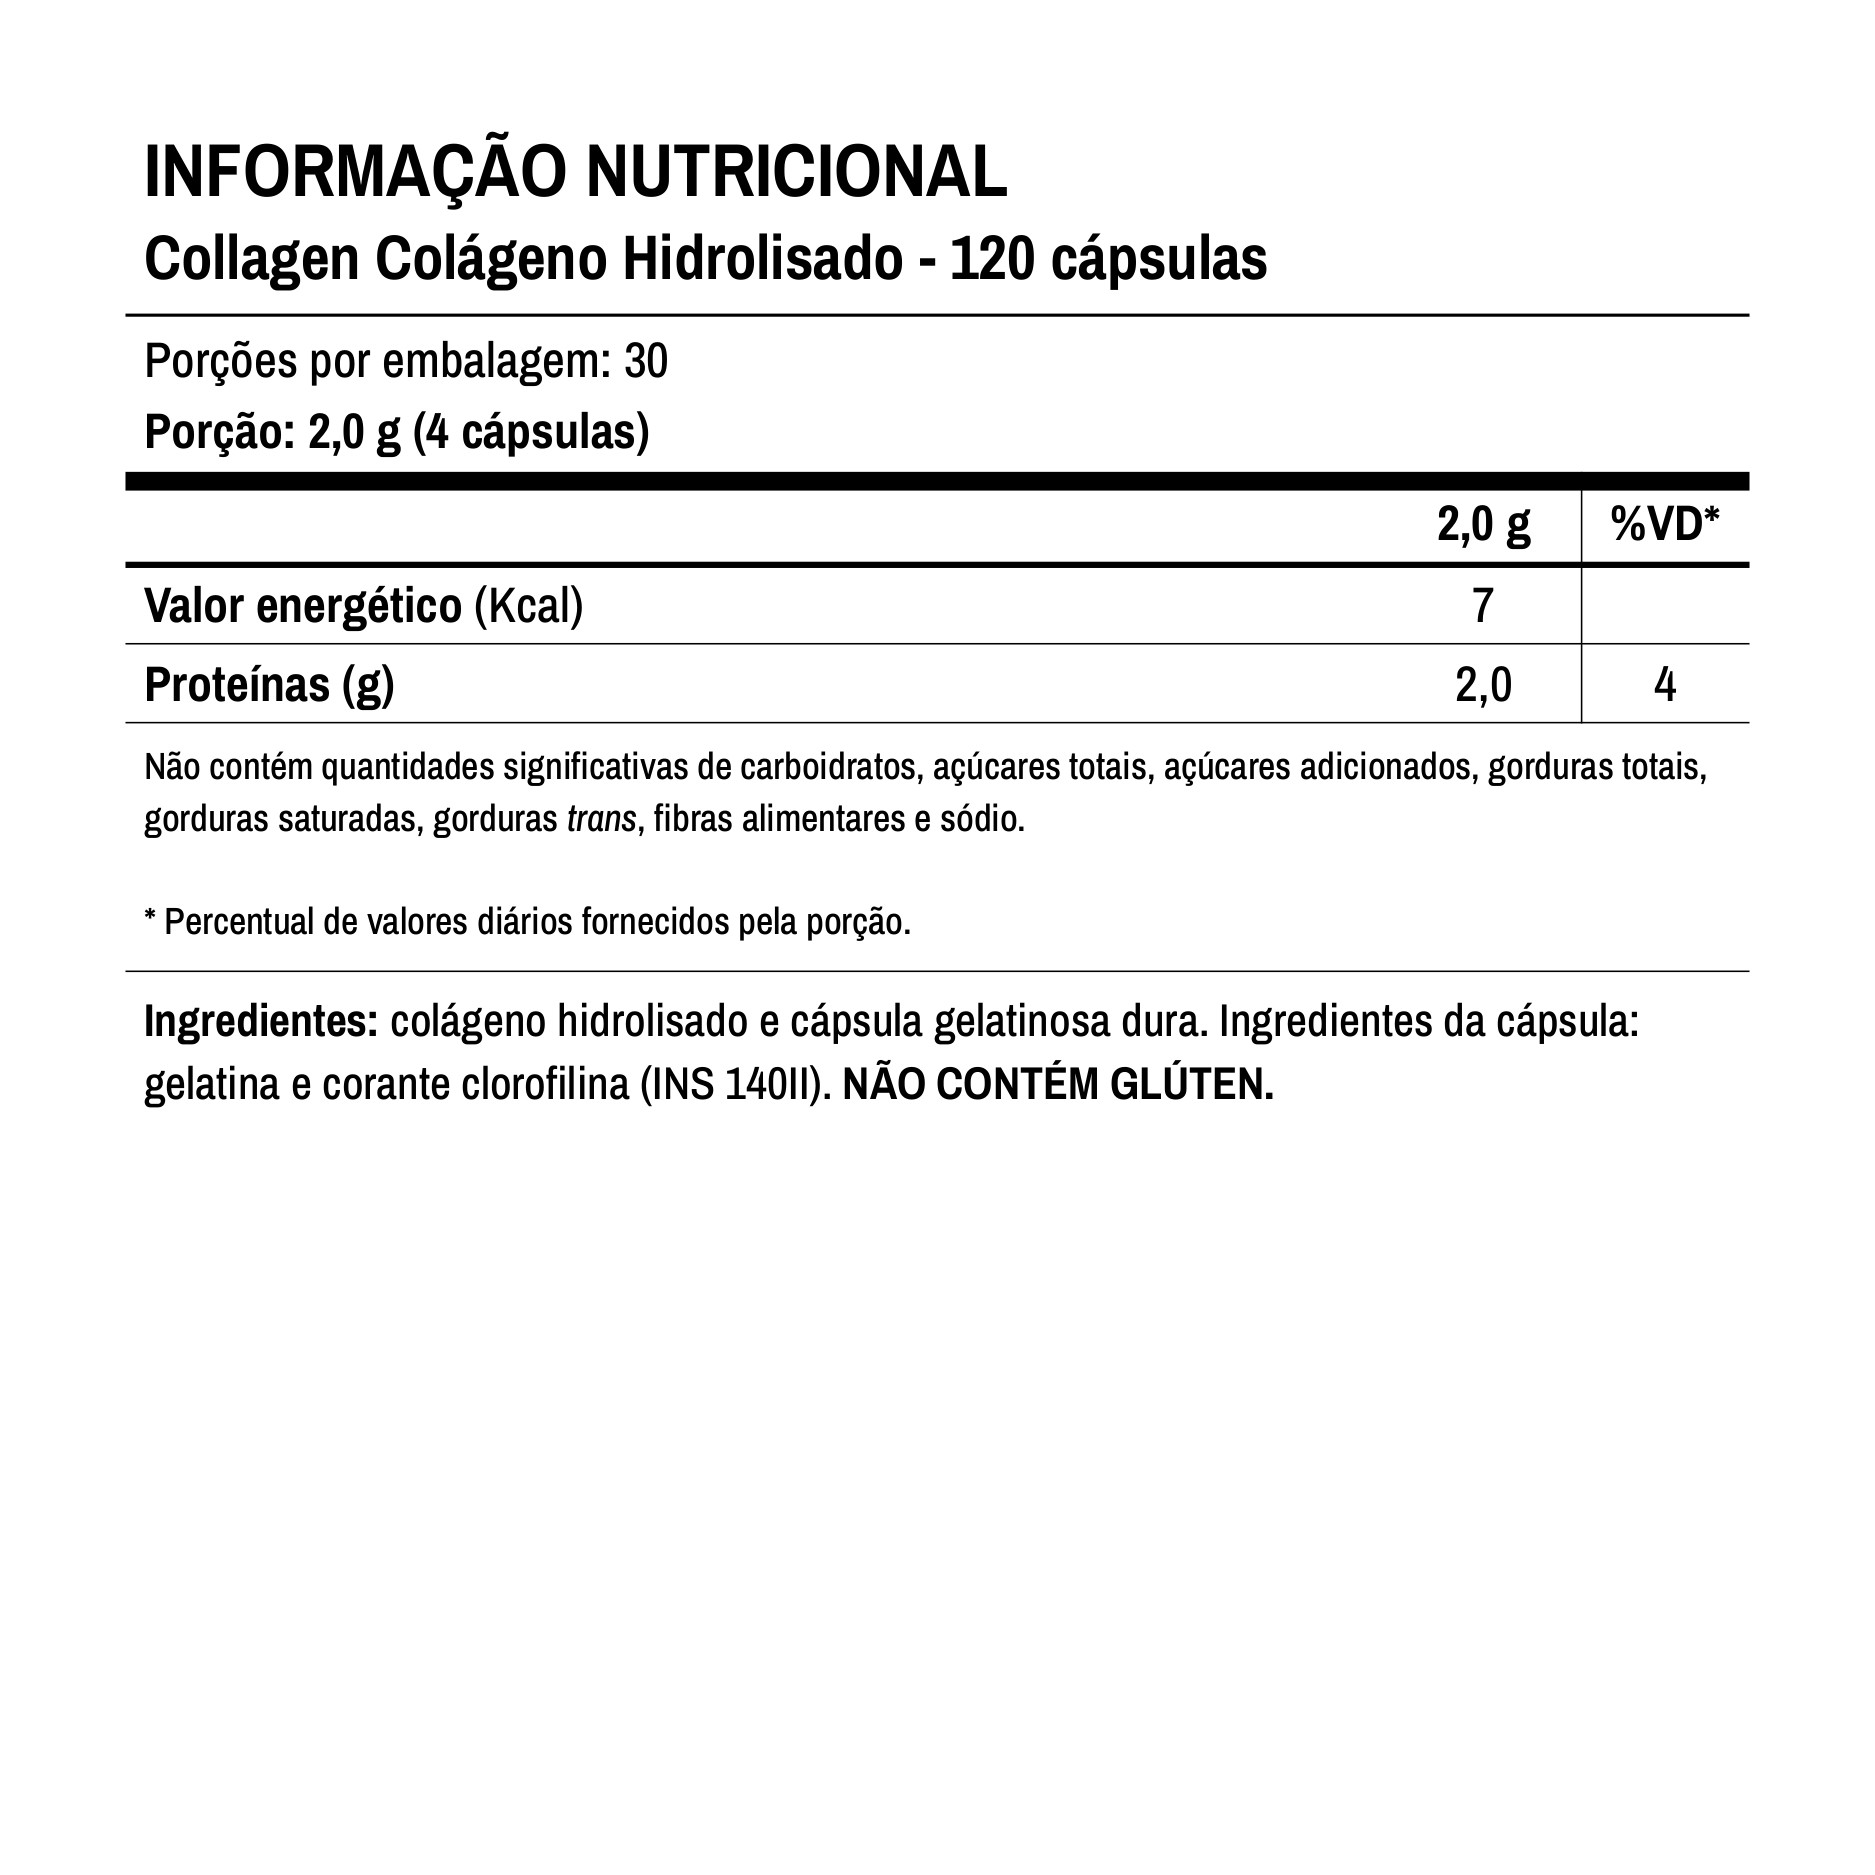 INFORMAÇÃO NUTRICIONAL
Collagen Colágeno Hidrolisado - 120 cápsulas
Porções por embalagem: 30
Porção: 2,0 g (4 cápsulas)
2,0 g %VD*
Valor energético (Kcal) 7
Proteínas (g) 2,0 4
Não contém quantidades significativas de carboidratos, açúcares totais, açúcares adicionados, gorduras totais,
gorduras saturadas, gorduras trans, fibras alimentares e sódio.
* Percentual de valores diários fornecidos pela porção.
Ingredientes: colágeno hidrolisado e cápsula gelatinosa dura. Ingredientes da cápsula:
gelatina e corante clorofilina (INS 140II). NÃO CONTÉM GLÚTEN.